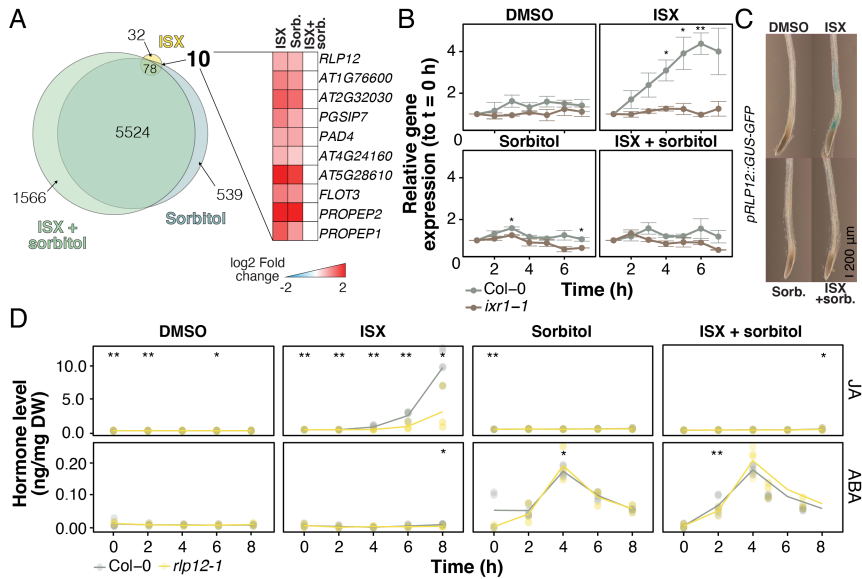 A
32
ISX
10
78
5524
1566
539
ISX +
sorbitol
Sorbitol
ISX
Sorb.
ISX+
sorb.
RLP12
AT1G76600
AT2G32030
PGSIP7
PAD4
AT4G24160
AT5G28610
FLOT3
PROPEP2
PROPEP1
log2 Fold
change
-2
2
B
Relative gene
expression (to t = 0 h)
DMSO
ISX
4
2
0
* * **
Sorbitol
ISX + sorbitol
4
2
0
* *
0 2 4 6
0 2 4 6
Time (h)
Col-0
ixr1-1
C
DMSO
ISX
pRLP12::GUS-GFP
200 µm
Sorb.
ISX
+sorb.
D
DMSO
ISX
Sorbitol
ISX + sorbitol
Hormone level
(ng/mg DW)
10.0
5.0
0.0
** ** *
** ** ** ** *
**
*
JA
0.20
0.10
0.00
*
*
**
ABA
0 2 4 6 8
0 2 4 6 8
0 2 4 6 8
0 2 4 6 8
Time (h)
Col-0
rlp12-1